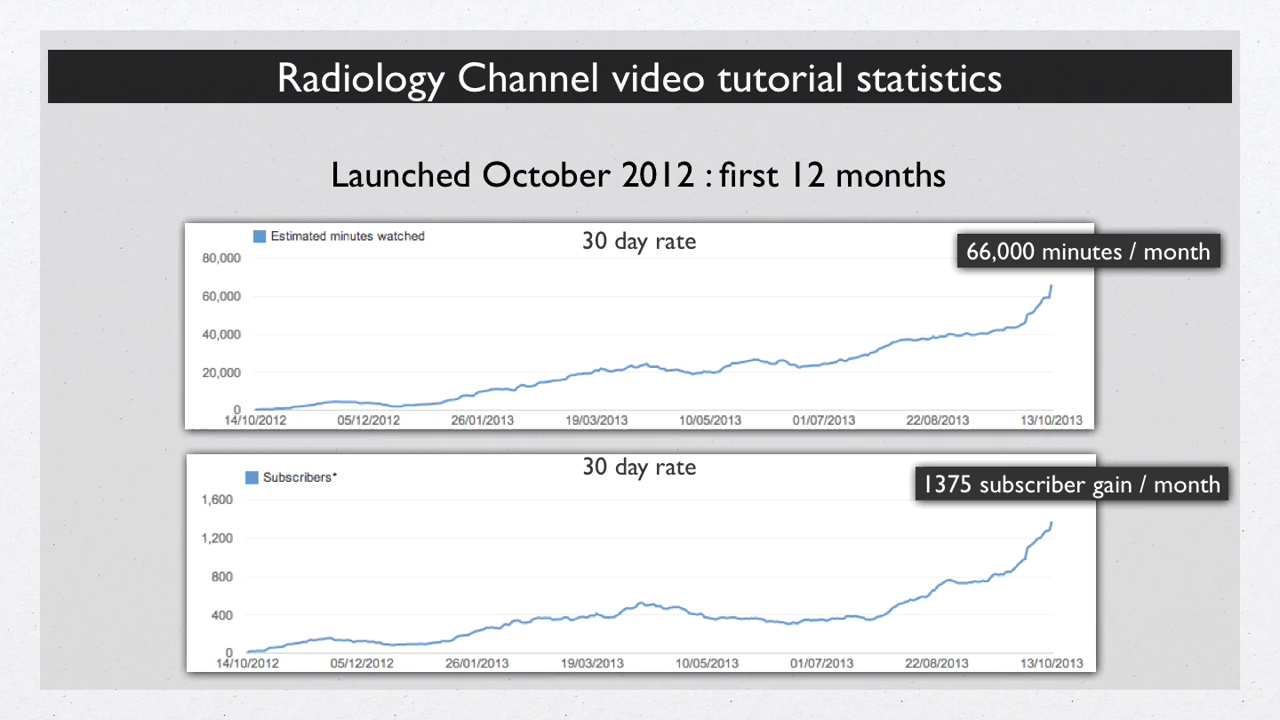 Radiology Channel video tutorial statistics
Launched October 2012 : first 12 months
Estimated minutes watched
30 day rate
66,000 minutes / month
80,000
60,000
40,000
20,000
0
14/10/2012 05/12/2012 26/01/2013 19/03/2013 10/05/2013 01/07/2013 22/08/2013 13/10/2013
30 day rate
Subscribers*
1375 subscriber gain / month
1,600
1,200
800
400
0
14/10/2012 05/12/2012 26/01/2013 19/03/2013 10/05/2013 01/07/2013 22/08/2013 13/10/2013